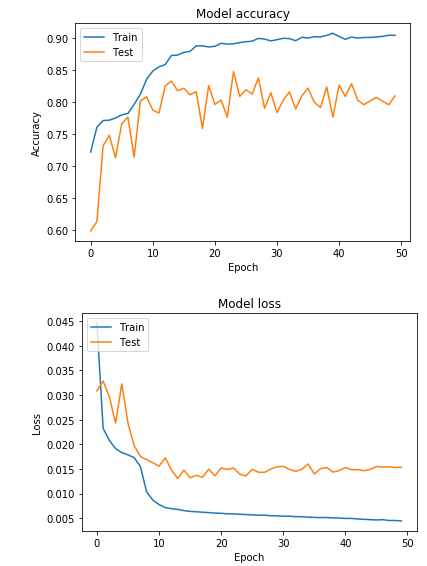 Model accuracy
0.90
0.85
0.80
0.75
0.70
0.65
0.60
Accuracy
Train
Test
0 10 20 30 40 50
Epoch
Model loss
0.045
0.040
0.035
0.030
0.025
0.020
0.015
0.010
0.005
Loss
Train
Test
0 10 20 30 40 50
Epoch